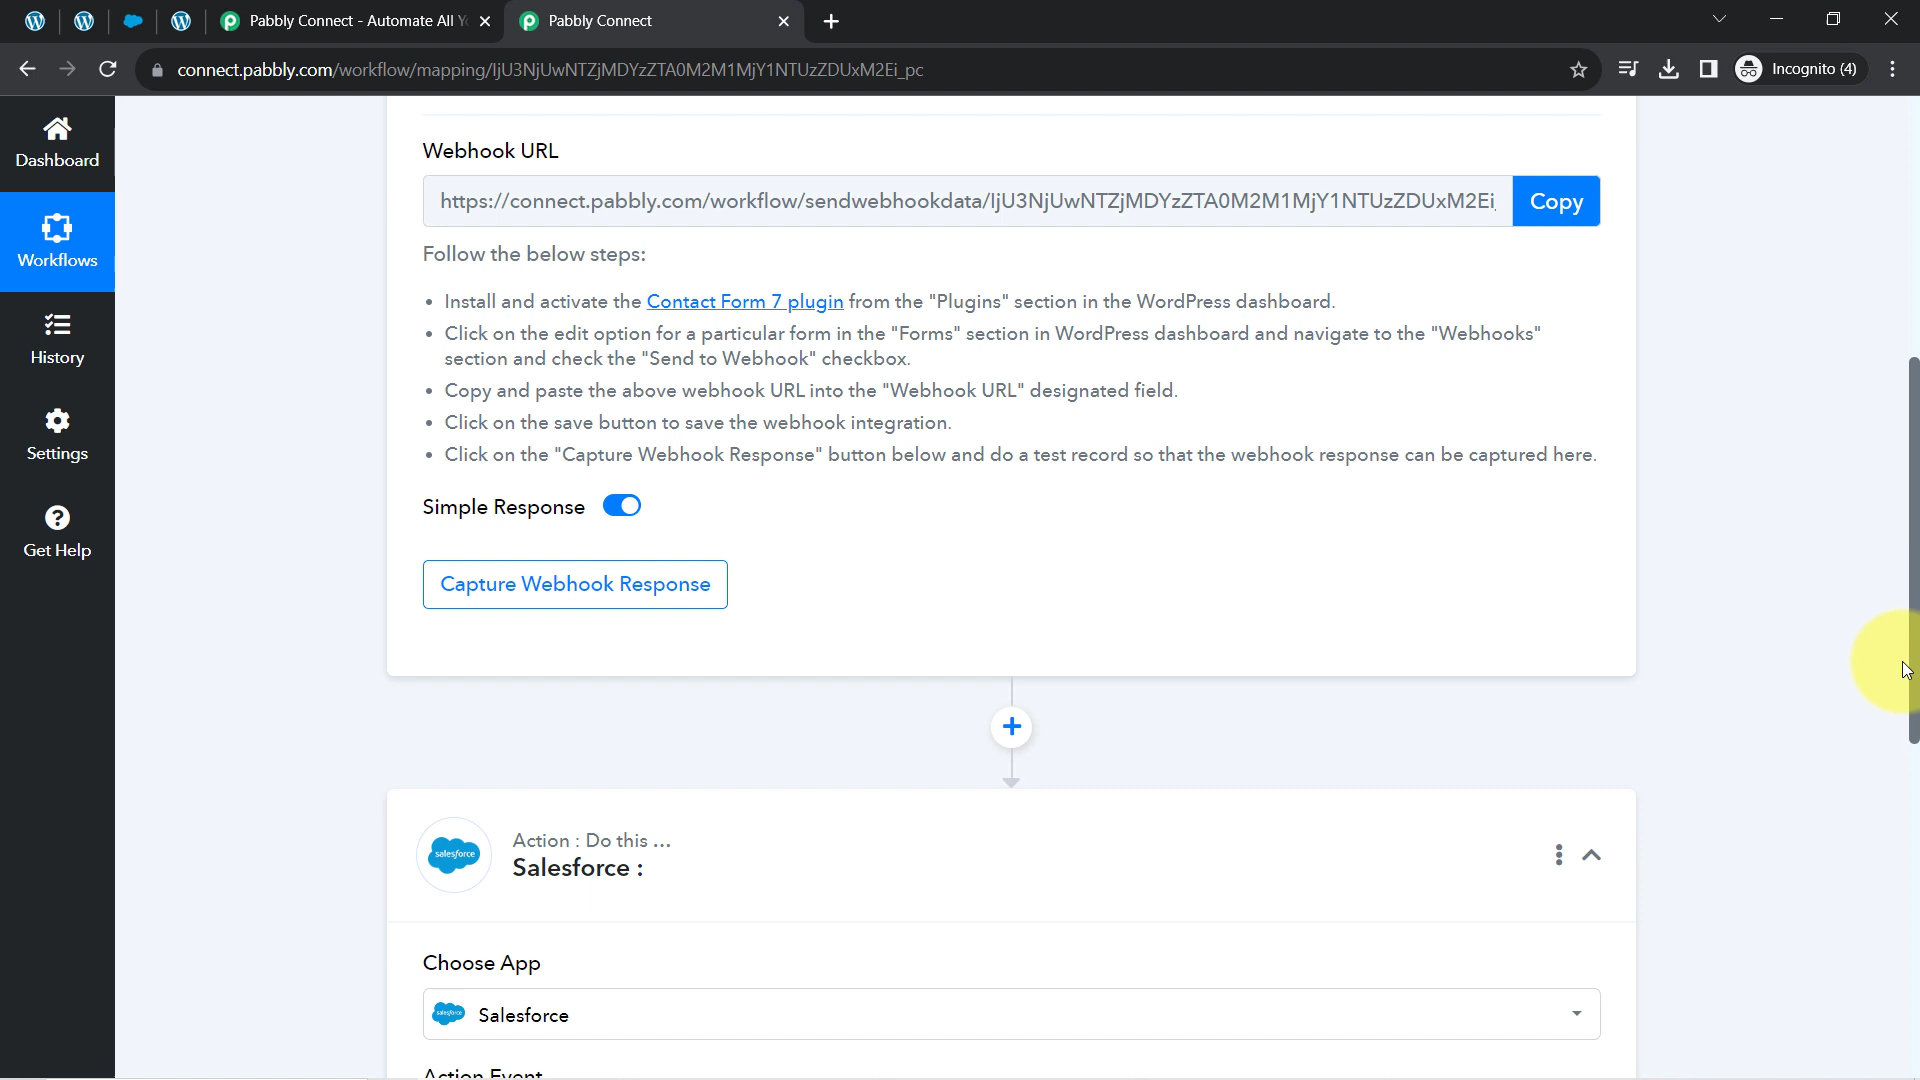 Pabbly Connect - Automate All Y
Pabbly Connect
connect.pabbly.com/workflow/mapping/IjU3NjUwNTZjMDYzZTA0M2M1MjY1NTUzZDUxM2Ei_pc
Incognito (4)
Dashboard
Workflows
History
Settings
Get Help
Webhook URL
https://connect.pabbly.com/workflow/sendwebhookdata/IjU3NjUwNTZjMDYzZTA0M2M1MjY1NTUzZDUxM2Ei_
Copy
Follow the below steps:
• Install and activate the Contact Form 7 plugin from the "Plugins" section in the WordPress dashboard.
• Click on the edit option for a particular form in the "Forms" section in WordPress dashboard and navigate to the "Webhooks"
section and check the "Send to Webhook" checkbox.
• Copy and paste the above webhook URL into the "Webhook URL" designated field.
• Click on the save button to save the webhook integration.
• Click on the "Capture Webhook Response" button below and do a test record so that the webhook response can be captured here.
Simple Response
Capture Webhook Response
salesforce
Action : Do this ...
Salesforce :
Choose App
salesforce
Salesforce
Action Event